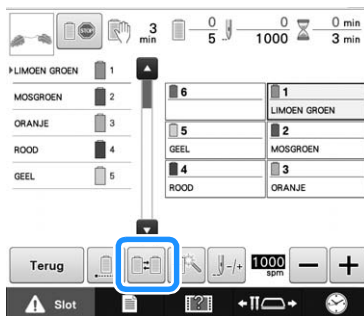 3 min
0
5
0
1000
0 min
3 min
LIMOEN GROEN 1
MOSGROEN 2
ORANJE 3
ROOD 4
GEEL 5
6
1
LIMOEN GROEN
5
GEEL
2
MOSGROEN
4
ROOD
3
ORANJE
Terug
-/+
1000
spm
− +
Slot
[?]